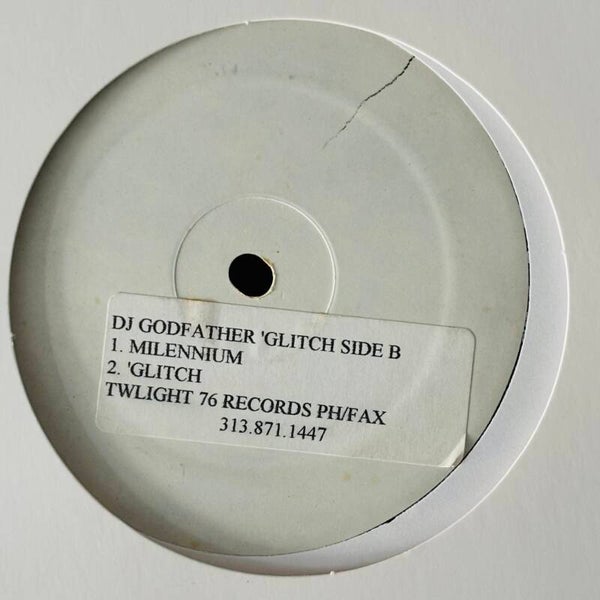 DJ GODFATHER 'GLITCH SIDE B
1. MILENNIUM
2. 'GLITCH
TWLIGHT 76 RECORDS PH/FAX
313.871.1447